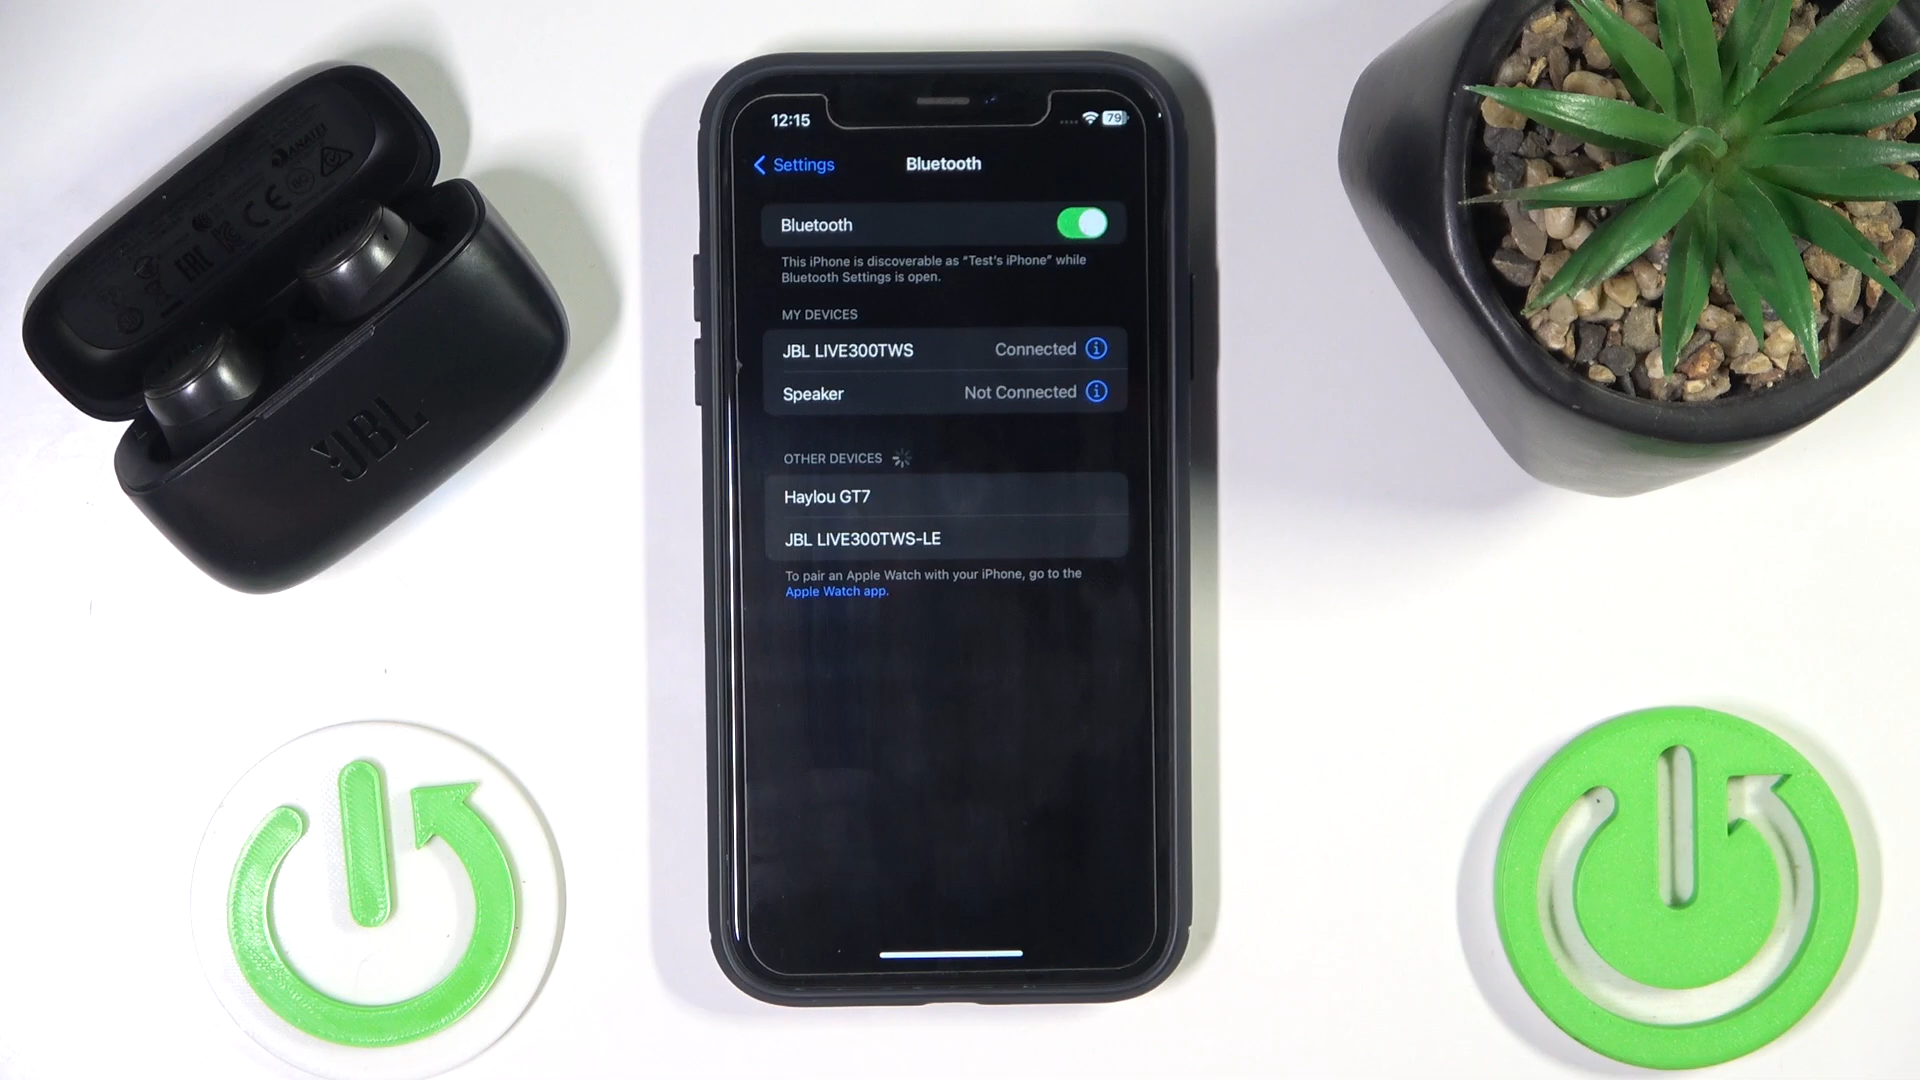 12:15
79
Settings
Bluetooth
Bluetooth
This iPhone is discoverable as “Test's iPhone” while
Bluetooth Settings is open.
MY DEVICES
JBL LIVE300TWS Connected
Speaker Not Connected
OTHER DEVICES
Haylou GT7
JBL LIVE300TWS-LE
To pair an Apple Watch with your iPhone, go to the
Apple Watch app.
ANATEL
EAC
CE
JBL